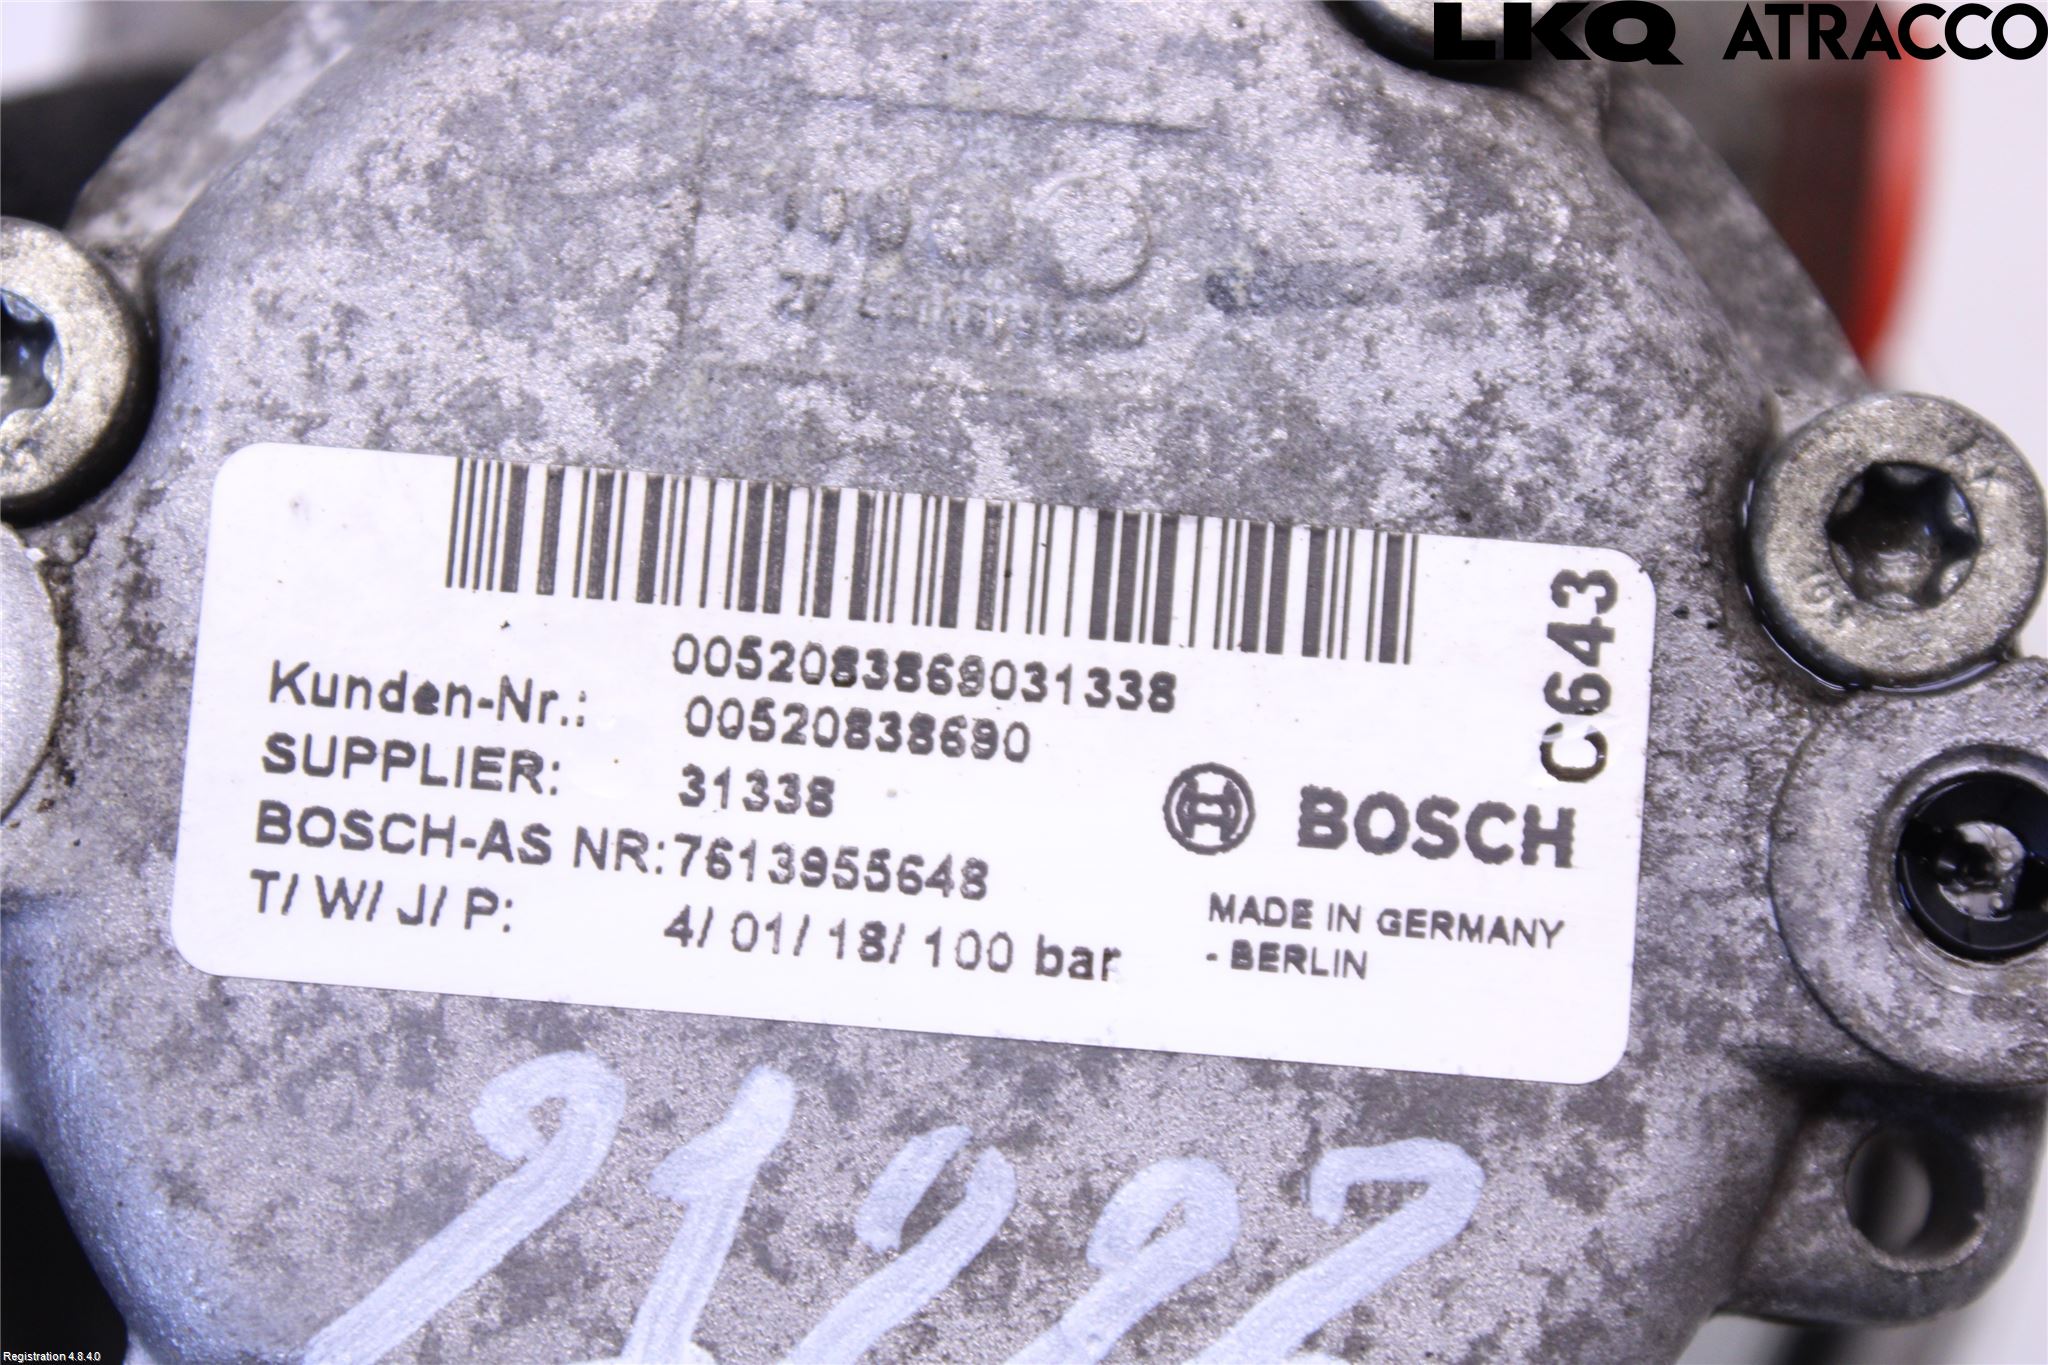 LKQ ATRACCO
0052083869031338
Kunden-Nr.: 00520838690
SUPPLIER: 31338
BOSCH-AS NR:7613955648
T/ W/ J/ P: 4/ 01/ 18/ 100 bar
C643
BOSCH
MADE IN GERMANY
- BERLIN
Registration 4.8.4.0